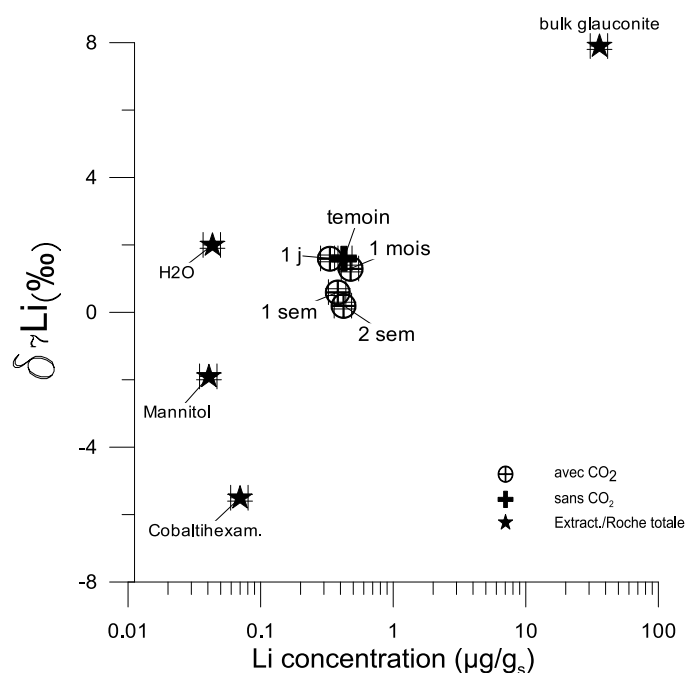 bulk glauconite
8
4
temoin
1 j
1 mois
H2O
δ 7Li(‰)
0
1 sem
2 sem
Mannitol
-4
avec CO2
sans CO2
Cobaltihexam.
Extract./Roche totale
-8
0.01 0.1 1 10 100
Li concentration (µg/gs)